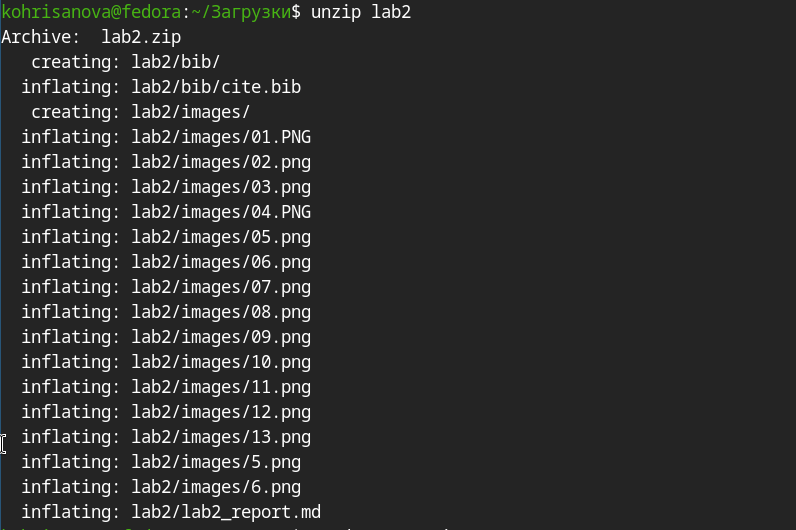 kohrisanova@fedora:~/Загрузки$ unzip lab2
Archive:  lab2.zip
   creating: lab2/bib/
  inflating: lab2/bib/cite.bib
   creating: lab2/images/
  inflating: lab2/images/01.PNG
  inflating: lab2/images/02.png
  inflating: lab2/images/03.png
  inflating: lab2/images/04.PNG
  inflating: lab2/images/05.png
  inflating: lab2/images/06.png
  inflating: lab2/images/07.png
  inflating: lab2/images/08.png
  inflating: lab2/images/09.png
  inflating: lab2/images/10.png
  inflating: lab2/images/11.png
  inflating: lab2/images/12.png
  inflating: lab2/images/13.png
  inflating: lab2/images/5.png
  inflating: lab2/images/6.png
  inflating: lab2/lab2_report.md